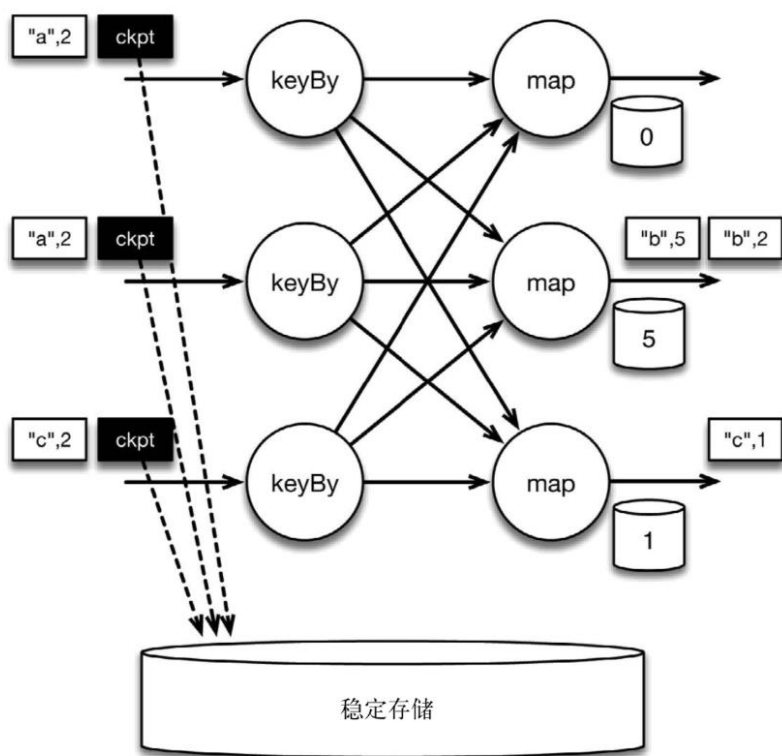 "a",2 ckpt
keyBy map
0
"a",2 ckpt "b",5 "b",2
keyBy map
5
"c",2 ckpt "c",1
keyBy map
1
稳定存储